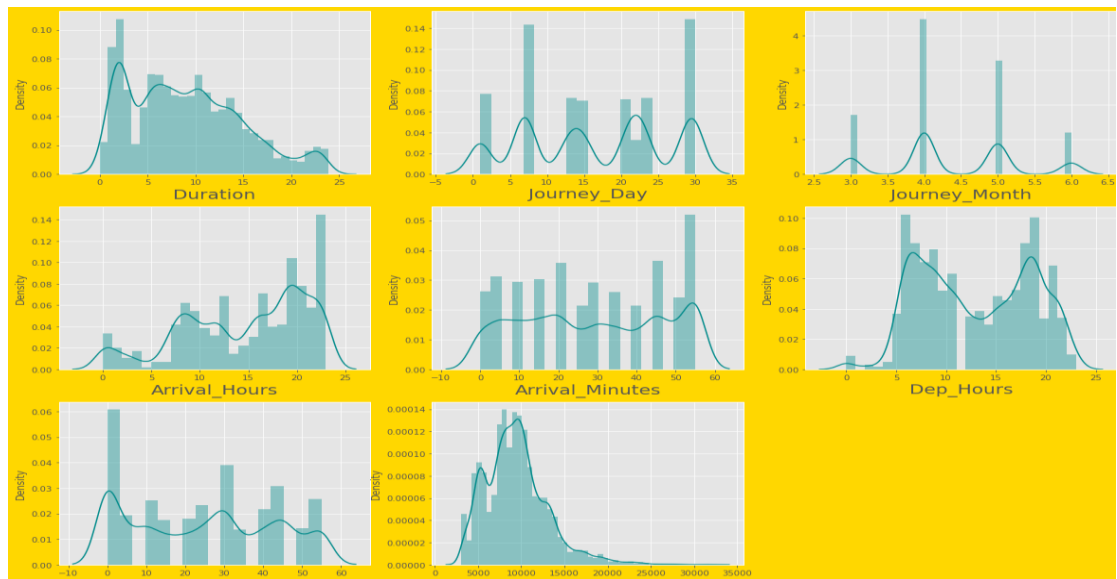 0.10
0.08
0.06
0.04
0.02
0.00
Density
0 5 10 15 20 25
Duration
0.14
0.12
0.10
0.08
0.06
0.04
0.02
0.00
Density
−5 0 5 10 15 20 25 30 35
Journey_Day
4
3
2
1
0
Density
2.5 3.0 3.5 4.0 4.5 5.0 5.5 6.0 6.5
Journey_Month
0.14
0.12
0.10
0.08
0.06
0.04
0.02
0.00
Density
0 5 10 15 20 25
Arrival_Hours
0.05
0.04
0.03
0.02
0.01
0.00
Density
−10 0 10 20 30 40 50 60
Arrival_Minutes
0.10
0.08
0.06
0.04
0.02
0.00
Density
0 5 10 15 20 25
Dep_Hours
0.06
0.05
0.04
0.03
0.02
0.01
0.00
Density
−10 0 10 20 30 40 50 60
0.00014
0.00012
0.00010
0.00008
0.00006
0.00004
0.00002
0.00000
Density
0 5000 10000 15000 20000 25000 30000 35000